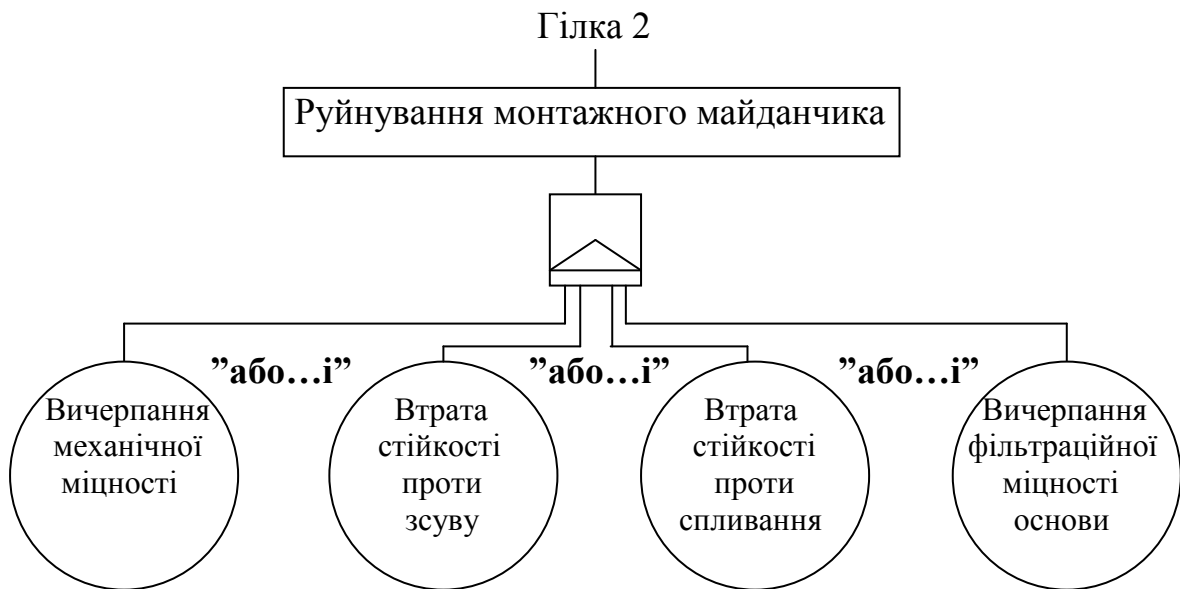 Гілка 2
Руйнування монтажного майданчика
”або…і”
”або…і”
”або…і”
Вичерпання
механічної
міцності
Втрата
стійкості
проти
зсуву
Втрата
стійкості
проти
спливання
Вичерпання
фільтраційної
міцності
основи